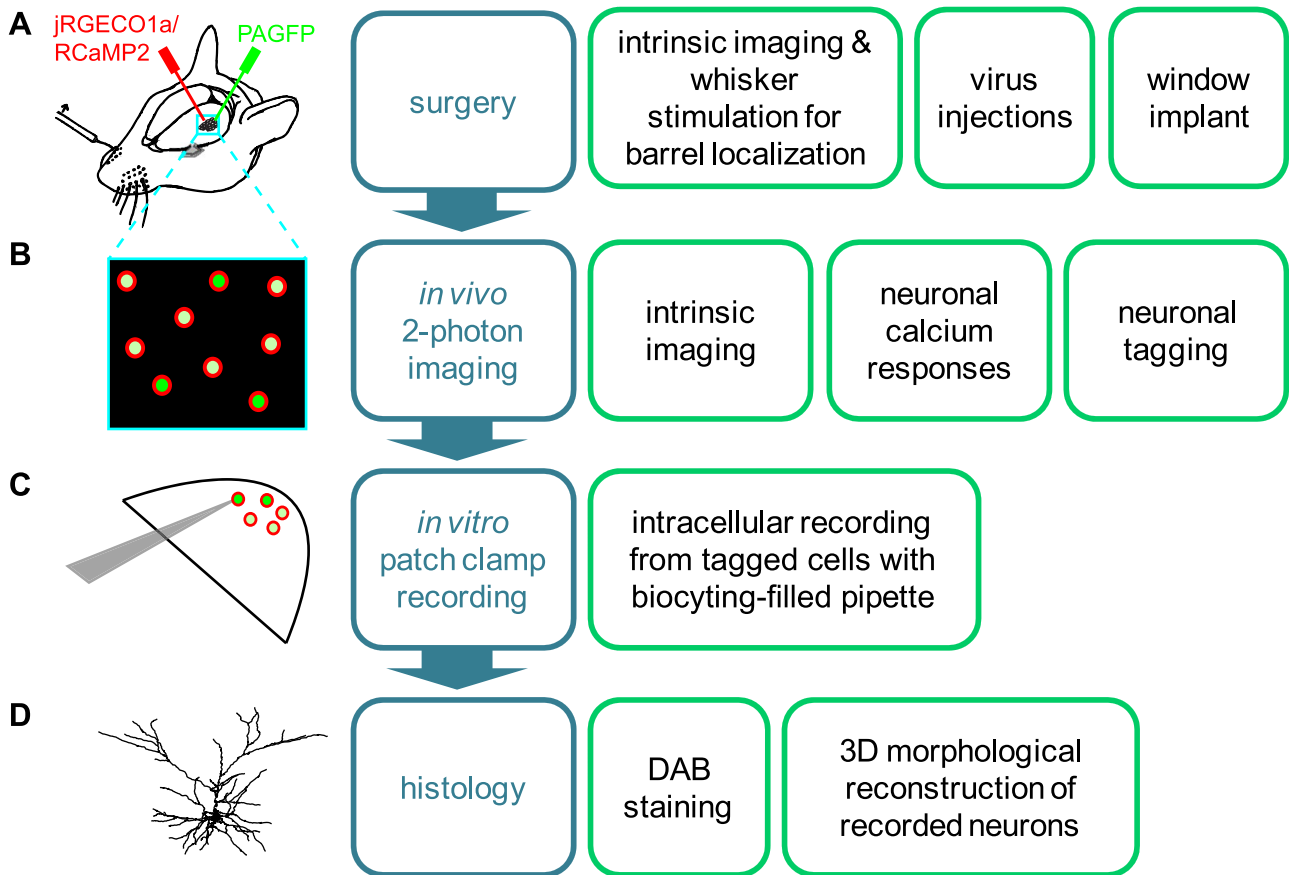 A
jRGECO1a/
RCaMP2
PAGFP
surgery
intrinsic imaging &
whisker
stimulation for
barrel localization
virus
injections
window
implant
B
in vivo
2-photon
imaging
intrinsic
imaging
neuronal
calcium
responses
neuronal
tagging
C
in vitro
patch clamp
recording
intracellular recording
from tagged cells with
biocyting-filled pipette
D
histology
DAB
staining
3D morphological
reconstruction of
recorded neurons